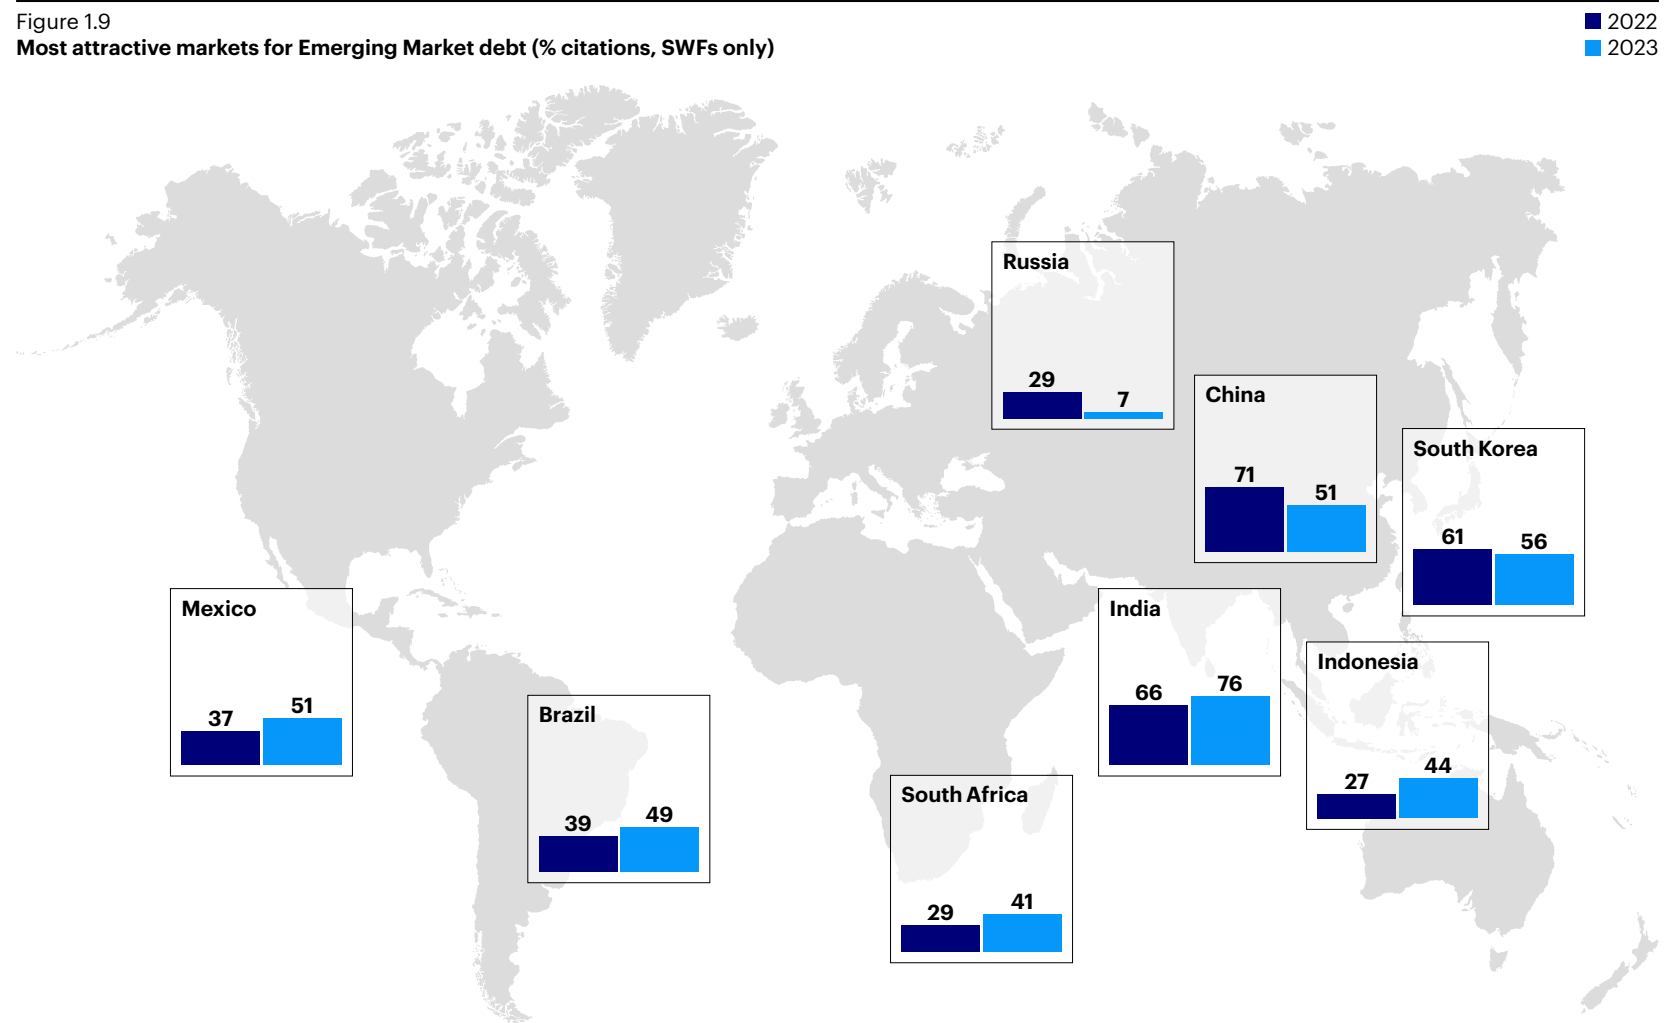 Figure 1.9
Most attractive markets for Emerging Market debt (% citations, SWFs only)
2022
2023
Russia
29
7
China
71
51
South Korea
61
56
Mexico
37
51
India
66
76
Indonesia
27
44
Brazil
39
49
South Africa
29
41